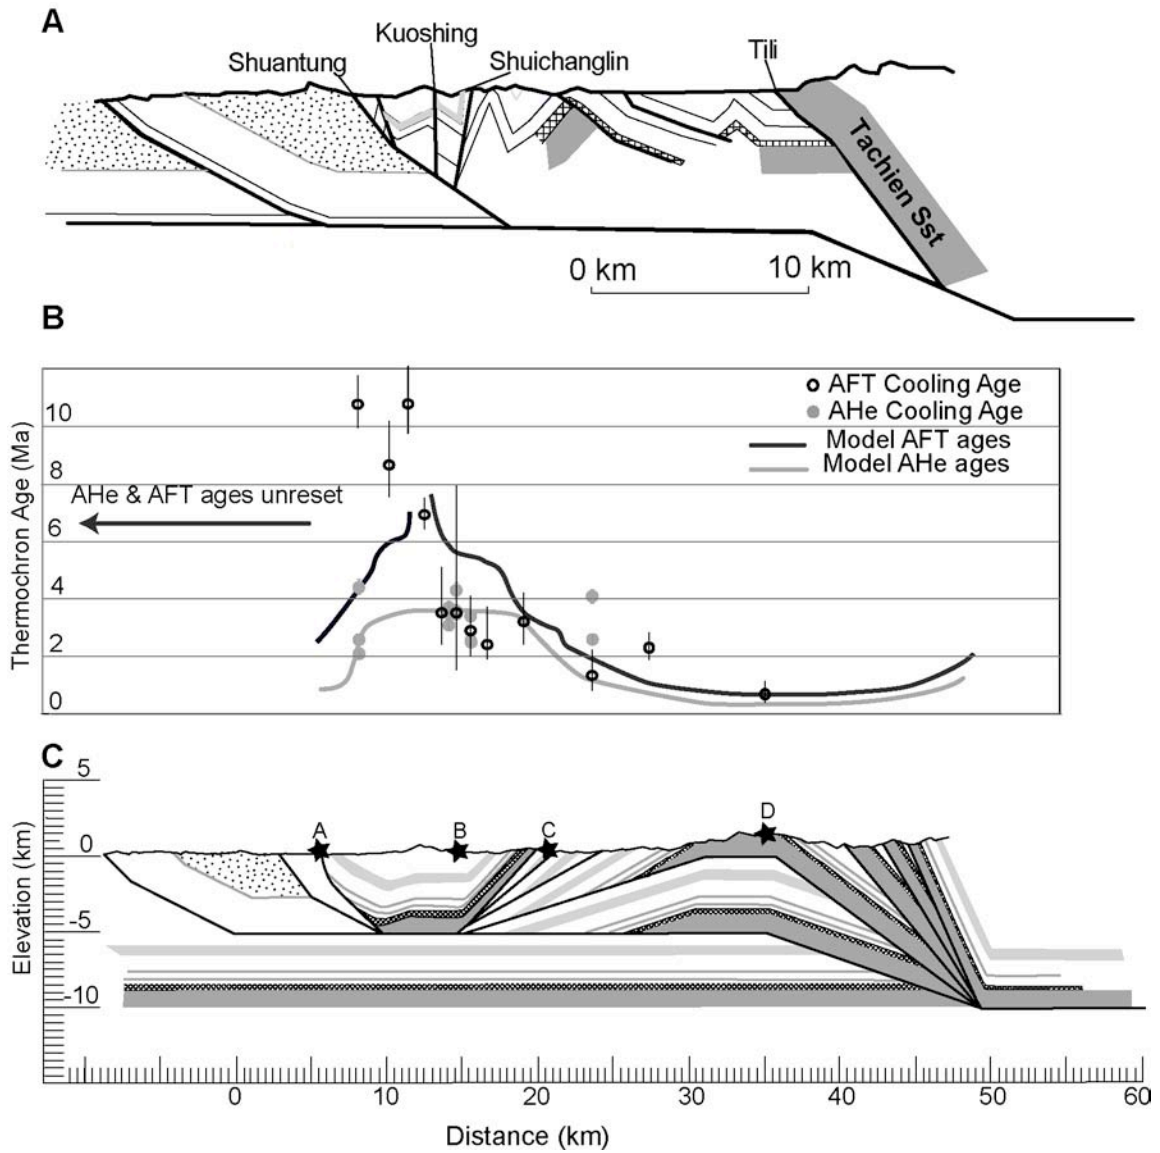 A
Kuoshing
Shuantung
Shuichanglin
Tili
Tachien Sst
0 km
10 km
B
Thermochron Age (Ma)
10
8
6
4
2
0
AFT Cooling Age
AHe Cooling Age
Model AFT ages
Model AHe ages
AHe & AFT ages unreset
C
Elevation (km)
5
0
-5
-10
A
B
C
D
0
10
20
30
40
50
60
Distance (km)